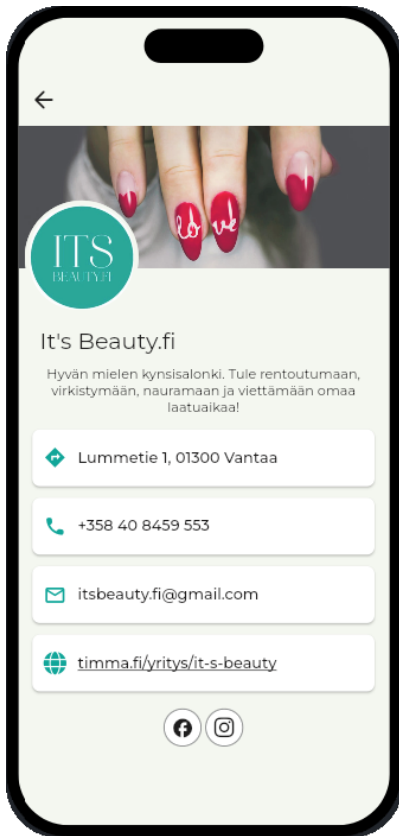 love
ITS
BEAUTY.FI
It's Beauty.fi
Hyvän mielen kynsisalonki. Tule rentoutumaan,
virkistymään, nauramaan ja viettämään omaa
laatuaikaa!
Lummetie 1, 01300 Vantaa
+358 40 8459 553
itsbeauty.fi@gmail.com
timma.fi/yritys/it-s-beauty